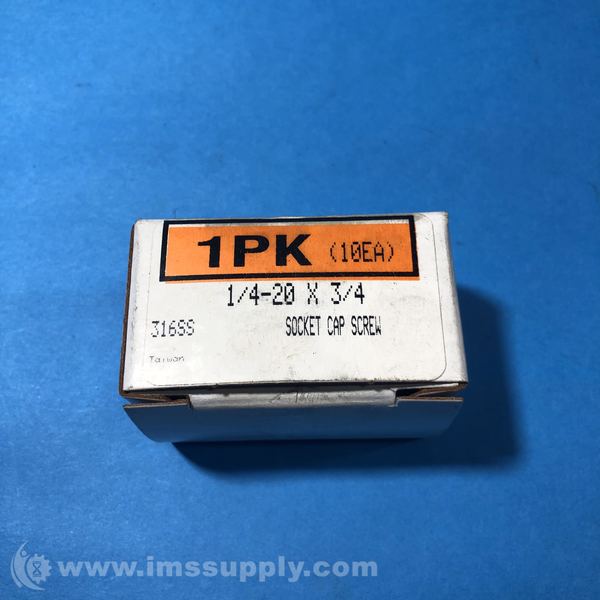 1PK (10EA)
1/4-20 X 3/4
316SS SOCKET CAP SCREW
Taiwan
www.imssupply.com